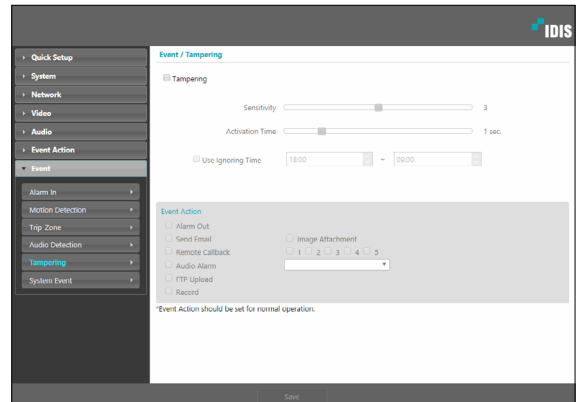 IDIS
Quick Setup
System
Network
Video
Audio
Event Action
Event
Alarm In
Motion Detection
Trip Zone
Audio Detection
Tampering
System Event
Event / Tampering
Tampering
Sensitivity 3
Activation Time 1 sec.
Use Ignoring Time 18:00 ~ 09:00
Event Action
Alarm Out
Send Email Image Attachment
Remote Callback 1 2 3 4 5
Audio Alarm
FTP Upload
Record
*Event Action should be set for normal operation.
Save